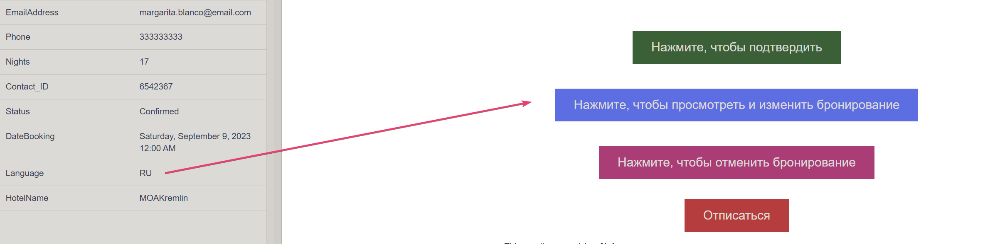 EmailAddress margarita.blanco@email.com
Phone 333333333
Nights 17
Contact_ID 6542367
Status Confirmed
DateBooking Saturday, September 9, 2023
12:00 AM
Language RU
HotelName MOAKremlin
Нажмите, чтобы подтвердить
Нажмите, чтобы просмотреть и изменить бронирование
Нажмите, чтобы отменить бронирование
Отписаться